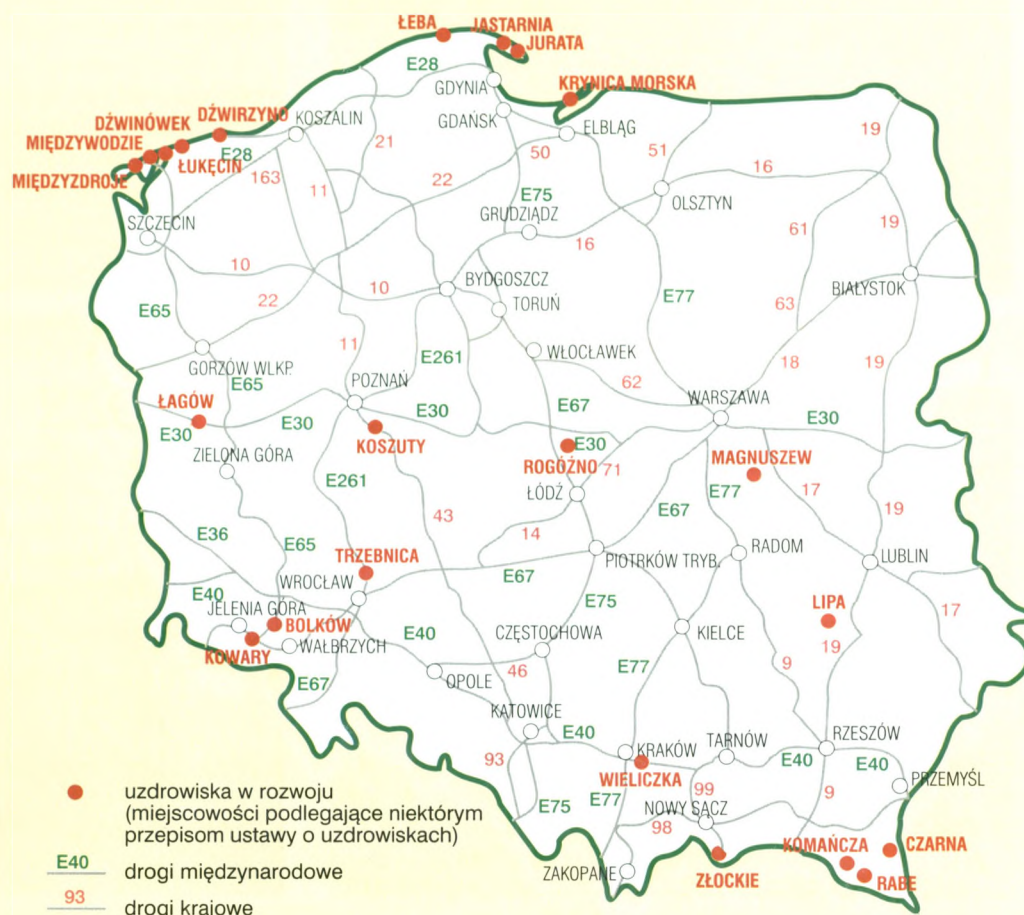 ŁEBA
JASTARNIA
JURATA
E28
GDYNIA
KRYNICA MORSKA
DŹWIRZYNO
KOSZALIN
GDAŃSK
ELBLĄG
DŹWINÓWEK
MIĘDZYWODZIE
E28
ŁUKĘCIN
MIĘDZYZDROJE
21
50
51
19
16
163
11
22
E75
SZCZECIN
GRUDZIĄDZ
OLSZTYN
16
61
19
10
10
BYDGOSZCZ
BIAŁYSTOK
22
E65
TORUŃ
E77
63
11
E261
WŁOCŁAWEK
18
19
GORZÓW WLKP.
E65
POZNAŃ
62
ŁAGÓW
E30
E30
E30
E67
WARSZAWA
E30
KOSZUTY
E30
ZIELONA GÓRA
ROGÓŹNO
71
MAGNUSZEW
E261
ŁÓDŹ
E77
17
43
E67
19
E36
E65
14
TRZEBNICA
PIOTRKÓW TRYB.
RADOM
LUBLIN
WROCŁAW
E67
E40
E75
JELENIA GÓRA
BOLKÓW
LIPA
17
KOWARY
WAŁBRZYCH
E40
CZĘSTOCHOWA
KIELCE
19
E67
OPOLE
46
E77
9
KATOWICE
E40
TARNÓW
RZESZÓW
93
KRAKÓW
WIELICZKA
E40
E40
PRZEMYŚL
E75
E77
99
9
NOWY SĄCZ
98
KOMAŃCZA
CZARNA
ZAKOPANE
ZŁOCKIE
RABE
uzdrowiska w rozwoju
(miejscowości podlegające niektórym
przepisom ustawy o uzdrowiskach)
E40
drogi międzynarodowe
93
drogi krajowe